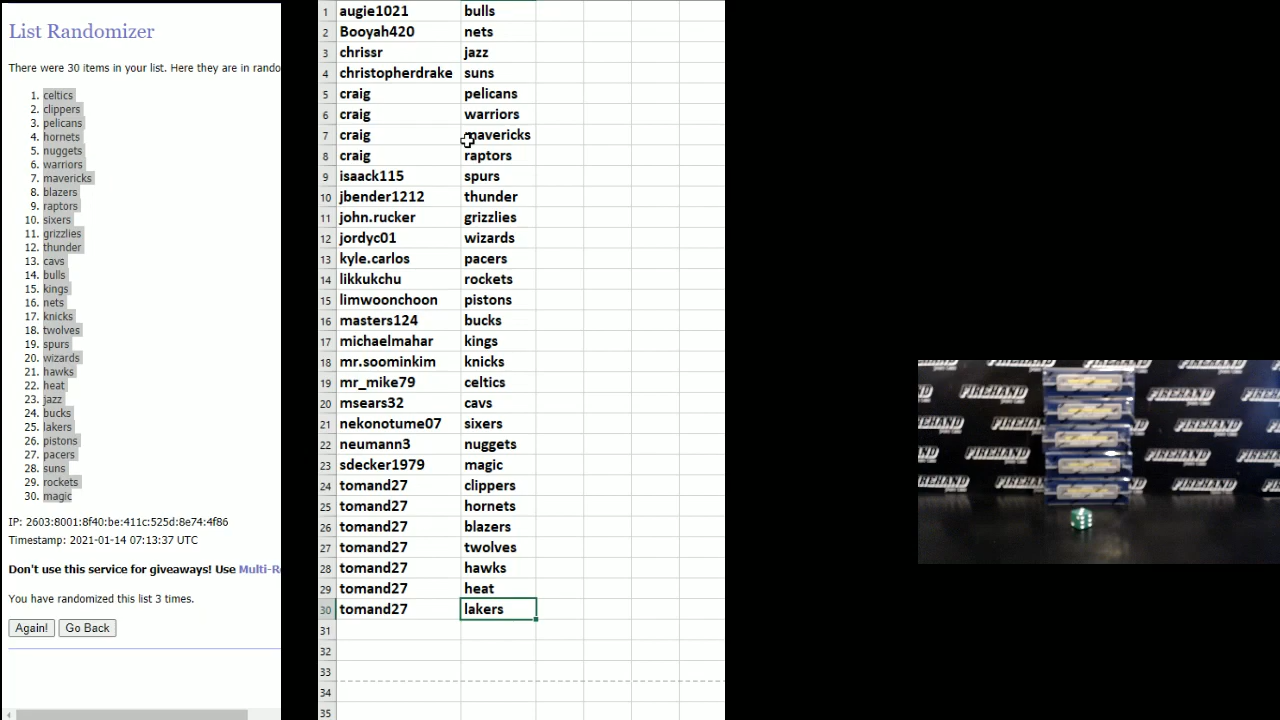 List Randomizer
There were 30 items in your list. Here they are in rando
1. celtics
2. clippers
3. pelicans
4. hornets
5. nuggets
6. warriors
7. mavericks
8. blazers
9. raptors
10. sixers
11. grizzlies
12. thunder
13. cavs
14. bulls
15. kings
16. nets
17. knicks
18. twolves
19. spurs
20. wizards
21. hawks
22. heat
23. jazz
24. bucks
25. lakers
26. pistons
27. pacers
28. suns
29. rockets
30. magic
IP: 2603:8001:8f40:be:411c:525d:8e74:4f86
Timestamp: 2021-01-14 07:13:37 UTC
Don't use this service for giveaways! Use Multi-R
You have randomized this list 3 times.
Again! Go Back
1 augie1021 bulls
2 Booyah420 nets
3 chrissr jazz
4 christopherdrake suns
5 craig pelicans
6 craig warriors
7 craig mavericks
8 craig raptors
9 isaack115 spurs
10 jbender1212 thunder
11 john.rucker grizzlies
12 jordyc01 wizards
13 kyle.carlos pacers
14 likkukchu rockets
15 limwoonchoon pistons
16 masters124 bucks
17 michaelmahar kings
18 mr.soominkim knicks
19 mr_mike79 celtics
20 msears32 cavs
21 nekonotume07 sixers
22 neumann3 nuggets
23 sdecker1979 magic
24 tomand27 clippers
25 tomand27 hornets
26 tomand27 blazers
27 tomand27 twolves
28 tomand27 hawks
29 tomand27 heat
30 tomand27 lakers
31
32
33
34
35
FIREHAND
FIREHAND
FIREHAND
FIREHAND
FIREHAND
FIREHAND